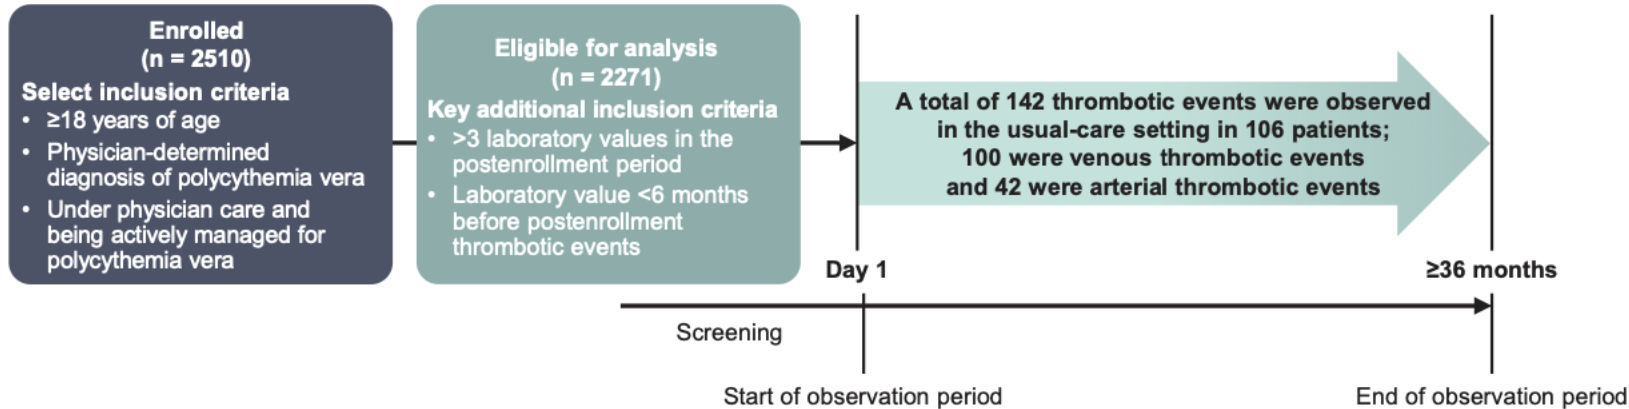 Enrolled
(n = 2510)
Select inclusion criteria
• ≥18 years of age
• Physician-determined
diagnosis of polycythemia vera
• Under physician care and
being actively managed for
polycythemia vera
Eligible for analysis
(n = 2271)
Key additional inclusion criteria
• >3 laboratory values in the
postenrollment period
• Laboratory value <6 months
before postenrollment
thrombotic events
A total of 142 thrombotic events were observed
in the usual-care setting in 106 patients;
100 were venous thrombotic events
and 42 were arterial thrombotic events
Day 1
≥36 months
Screening
Start of observation period
End of observation period